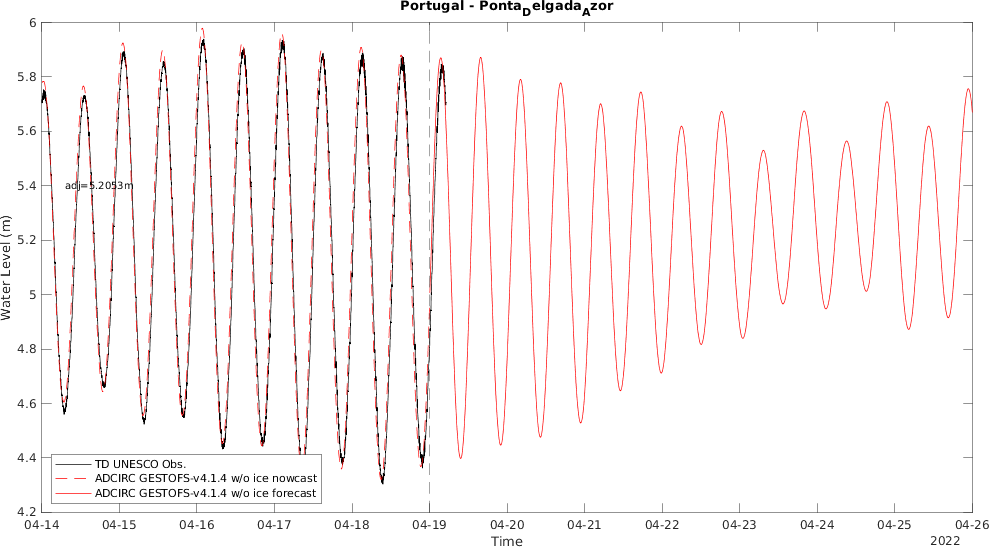 Portugal - Ponta_Delgada_Azor
6
5.8
5.6
5.4
5.2
5
4.8
4.6
4.4
4.2
Water Level (m)
adj=5.2053m
TD UNESCO Obs.
ADCIRC GESTOFS-v4.1.4 w/o ice nowcast
ADCIRC GESTOFS-v4.1.4 w/o ice forecast
04-14 04-15 04-16 04-17 04-18 04-19 04-20 04-21 04-22 04-23 04-24 04-25 04-26
Time
2022